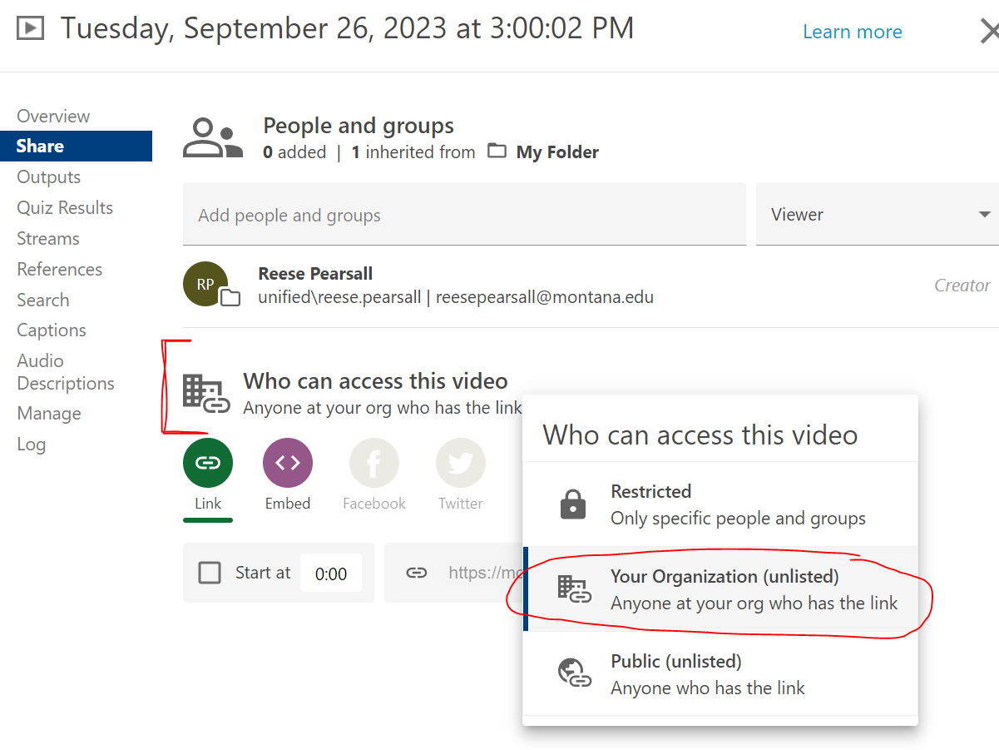 Tuesday, September 26, 2023 at 3:00:02 PM
Learn more
Overview
Share
Outputs
Quiz Results
Streams
References
Search
Captions
Audio
Descriptions
Manage
Log
People and groups
0 added | 1 inherited from My Folder
Add people and groups
Viewer
RP
Reese Pearsall
unified\reese.pearsall | reesepearsall@montana.edu
Creator
Who can access this video
Anyone at your org who has the link
Link
Embed
Facebook
Twitter
Start at
0:00
https://mo
Who can access this video
Restricted
Only specific people and groups
Your Organization (unlisted)
Anyone at your org who has the link
Public (unlisted)
Anyone who has the link